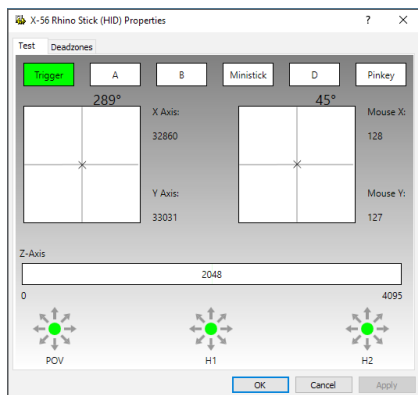 X-56 Rhino Stick (HID) Properties ? X
Test Deadzones
Trigger A B Ministick D Pinkey
289° 45°
X Axis: Mouse X:
32860 128
Y Axis: Mouse Y:
33031 127
Z-Axis
2048
0 4095
POV H1 H2
OK Cancel Apply